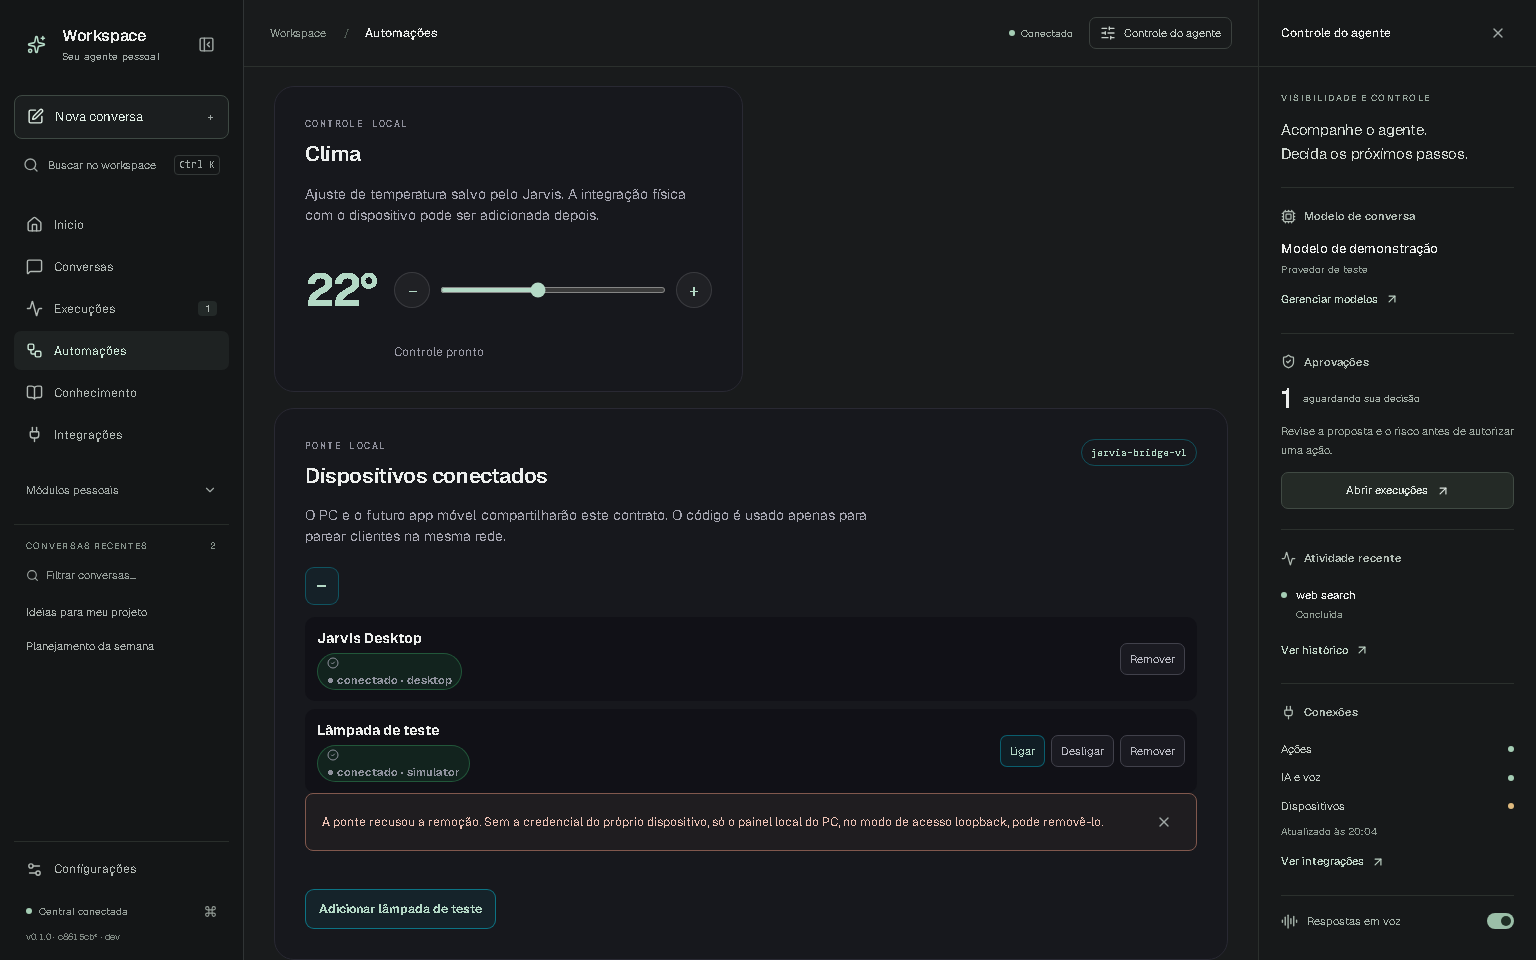 Workspace
Seu agente pessoal
Nova conversa +
Buscar no workspace Ctrl K
Início
Conversas
Execuções 1
Automações
Conhecimento
Integrações
Módulos pessoais
CONVERSAS RECENTES 2
Filtrar conversas...
Ideias para meu projeto
Planejamento da semana
Configurações
Central conectada ⌘
Workspace / Automações
Conectado
Controle do agente
CONTROLE LOCAL
Clima
Ajuste de temperatura salvo pelo Jarvis. A integração física
com o dispositivo pode ser adicionada depois.
22° − +
Controle pronto
PONTE LOCAL
jarvis-bridge-v1
Dispositivos conectados
O PC e o futuro app móvel compartilharão este contrato. O código é usado apenas para
parear clientes na mesma rede.
—
Jarvis Desktop
conectado · desktop
Remover
Lâmpada de teste
conectado · simulator
Ligar Desligar Remover
A ponte recusou a remoção. Sem a credencial do próprio dispositivo, só o painel local do PC, no modo de acesso loopback, pode removê-lo.
Adicionar lâmpada de teste
Controle do agente
VISIBILIDADE E CONTROLE
Acompanhe o agente.
Decida os próximos passos.
Modelo de conversa
Modelo de demonstração
Provedor de teste
Gerenciar modelos
Aprovações
1 aguardando sua decisão
Revise a proposta e o risco antes de autorizar
uma ação.
Abrir execuções
Atividade recente
web search
Concluída
Ver histórico
Conexões
Ações
IA e voz
Dispositivos
Atualizado às 20:04
Ver integrações
Respostas em voz